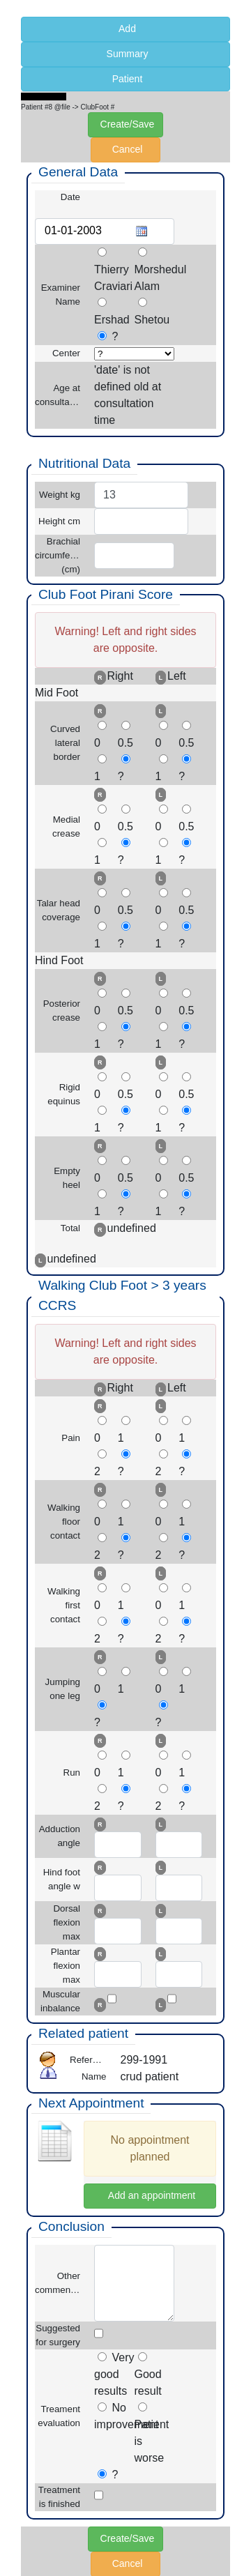 Add
Summary
Patient
Patient #8 @file -> ClubFoot #
Create/Save
Cancel
General Data
Date
01-01-2003
Examiner Name
Thierry Craviari
Morshedul Alam
Ershad
Shetou
?
Center
?
Age at consulta…
'date' is not defined old at consultation time
Nutritional Data
Weight kg
13
Height cm
Brachial circumfe… (cm)
Club Foot Pirani Score
Warning! Left and right sides are opposite.
R Right L Left
Mid Foot
Curved lateral border
R L
0 0.5 0 0.5
1 ? 1 ?
Medial crease
R L
0 0.5 0 0.5
1 ? 1 ?
Talar head coverage
R L
0 0.5 0 0.5
1 ? 1 ?
Hind Foot
Posterior crease
R L
0 0.5 0 0.5
1 ? 1 ?
Rigid equinus
R L
0 0.5 0 0.5
1 ? 1 ?
Empty heel
R L
0 0.5 0 0.5
1 ? 1 ?
Total
R undefined
L undefined
Walking Club Foot > 3 years CCRS
Warning! Left and right sides are opposite.
R Right L Left
Pain
R L
0 1 0 1
2 ? 2 ?
Walking floor contact
R L
0 1 0 1
2 ? 2 ?
Walking first contact
R L
0 1 0 1
2 ? 2 ?
Jumping one leg
R L
0 1 0 1
? ?
Run
R L
0 1 0 1
2 ? 2 ?
Adduction angle
R L
Hind foot angle w
R L
Dorsal flexion max
R L
Plantar flexion max
R L
Muscular inbalance
R L
Related patient
Refer… 299-1991
Name crud patient
Next Appointment
No appointment planned
Add an appointment
Conclusion
Other commen…
Suggested for surgery
Treament evaluation
Very good results
Good result
No improvement
Patient is worse
?
Treatment is finished
Create/Save
Cancel